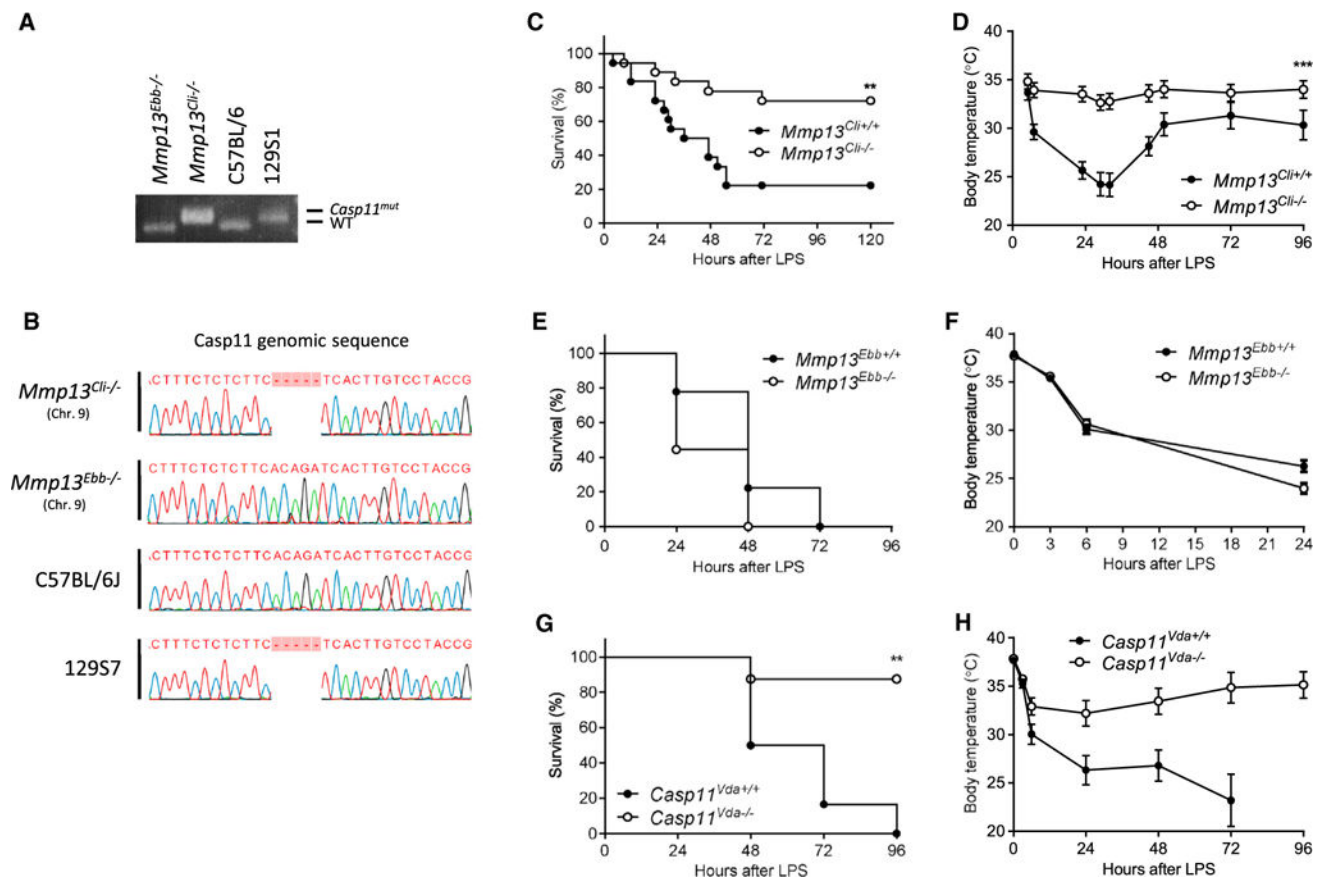 A
Mmp13Ebb-/-
Mmp13Cli-/-
C57BL/6
129S1
Casp11mut
WT
B
Casp11 genomic sequence
Mmp13Cli-/-
(Chr. 9)
.CTTTCTCTCTTC-----TCACTTGTCCTACCG
Mmp13Ebb-/-
(Chr. 9)
CTTTCTCTCTTCACAGATCACTTGTCCTACCG
C57BL/6J
.CTTTCTCTCTTCACAGATCACTTGTCCTACCG
129S7
.CTTTCTCTCTTC-----TCACTTGTCCTACCG
C
Survival (%)
100
80
60
40
20
0
**
Mmp13Cli+/+
Mmp13Cli-/-
0 24 48 72 96 120
Hours after LPS
D
Body temperature (°C)
40
35
30
25
20
***
Mmp13Cli+/+
Mmp13Cli-/-
0 24 48 72 96
Hours after LPS
E
Survival (%)
100
80
60
40
20
0
Mmp13Ebb+/+
Mmp13Ebb-/-
0 24 48 72 96
Hours after LPS
F
Body temperature (°C)
40
35
30
25
20
Mmp13Ebb+/+
Mmp13Ebb-/-
0 3 6 9 12 15 18 21 24
Hours after LPS
G
Survival (%)
100
80
60
40
20
0
**
Casp11Vda+/+
Casp11Vda-/-
0 24 48 72 96
Hours after LPS
H
Body temperature (°C)
40
35
30
25
20
Casp11Vda+/+
Casp11Vda-/-
0 24 48 72 96
Hours after LPS